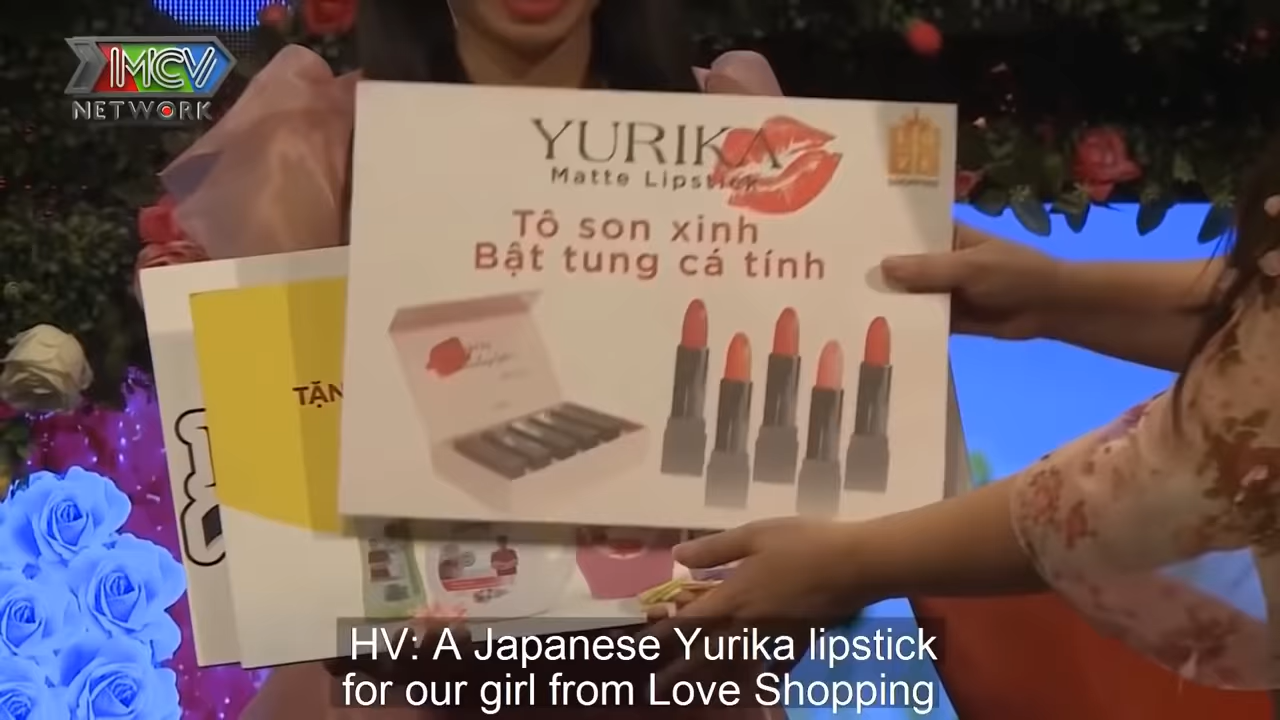 MCV
NETWORK
YURIKA
Matte Lipstick
Tô son xinh
Bật tung cá tính
TẶN
HV: A Japanese Yurika lipstick
for our girl from Love Shopping